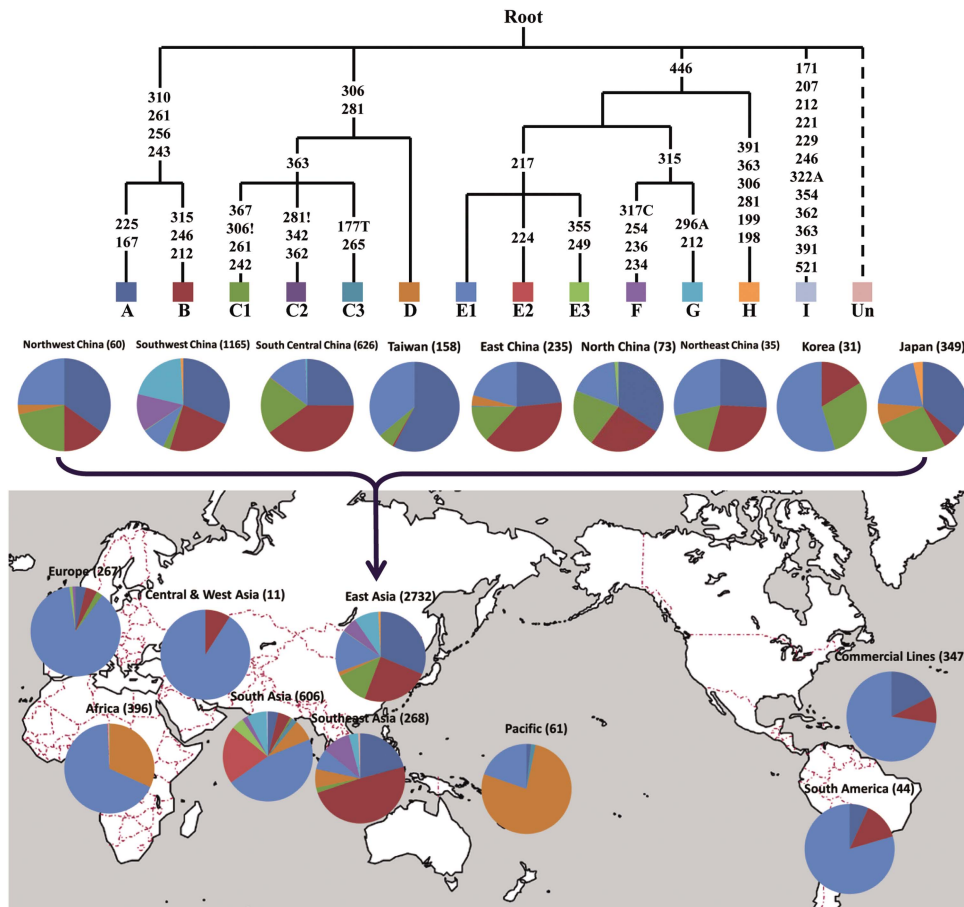 Root
310
261
256
243
306
281
446
171
207
212
221
229
246
322A
354
362
363
391
521
363
217
315
391
363
306
281
199
198
225
167
315
246
212
367
306!
261
242
281!
342
362
177T
265
224
355
249
317C
254
236
234
296A
212
A B C1 C2 C3 D E1 E2 E3 F G H I Un
Northwest China (60) Southwest China (1165) South Central China (626) Taiwan (158) East China (235) North China (73) Northeast China (35) Korea (31) Japan (349)
Europe (267)
Central & West Asia (11)
East Asia (2732)
Commercial Lines (347)
Africa (396)
South Asia (606)
Southeast Asia (268)
Pacific (61)
South America (44)